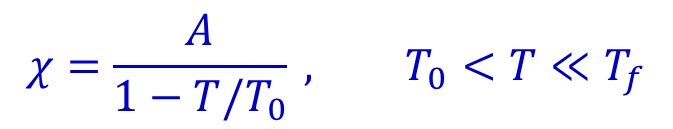 χ = A / (1 − T/T₀) ,    T₀ < T ≪ T_f